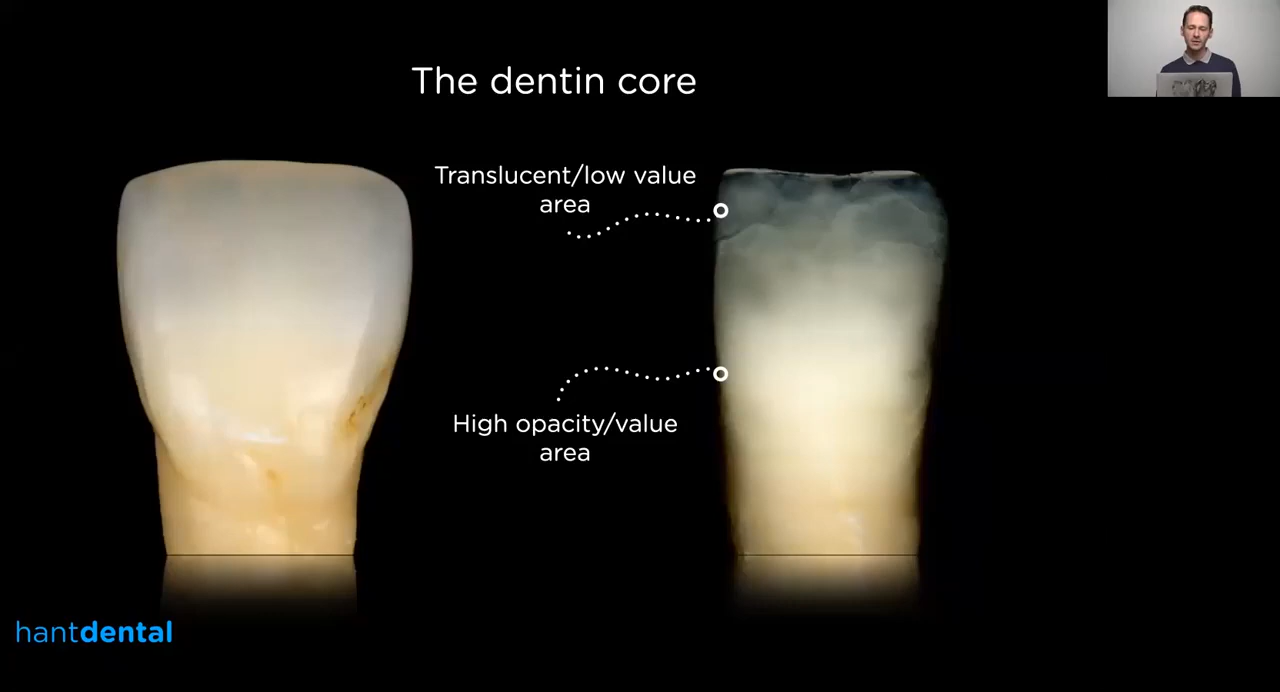 The dentin core
Translucent/low value
area
High opacity/value
area
hantdental